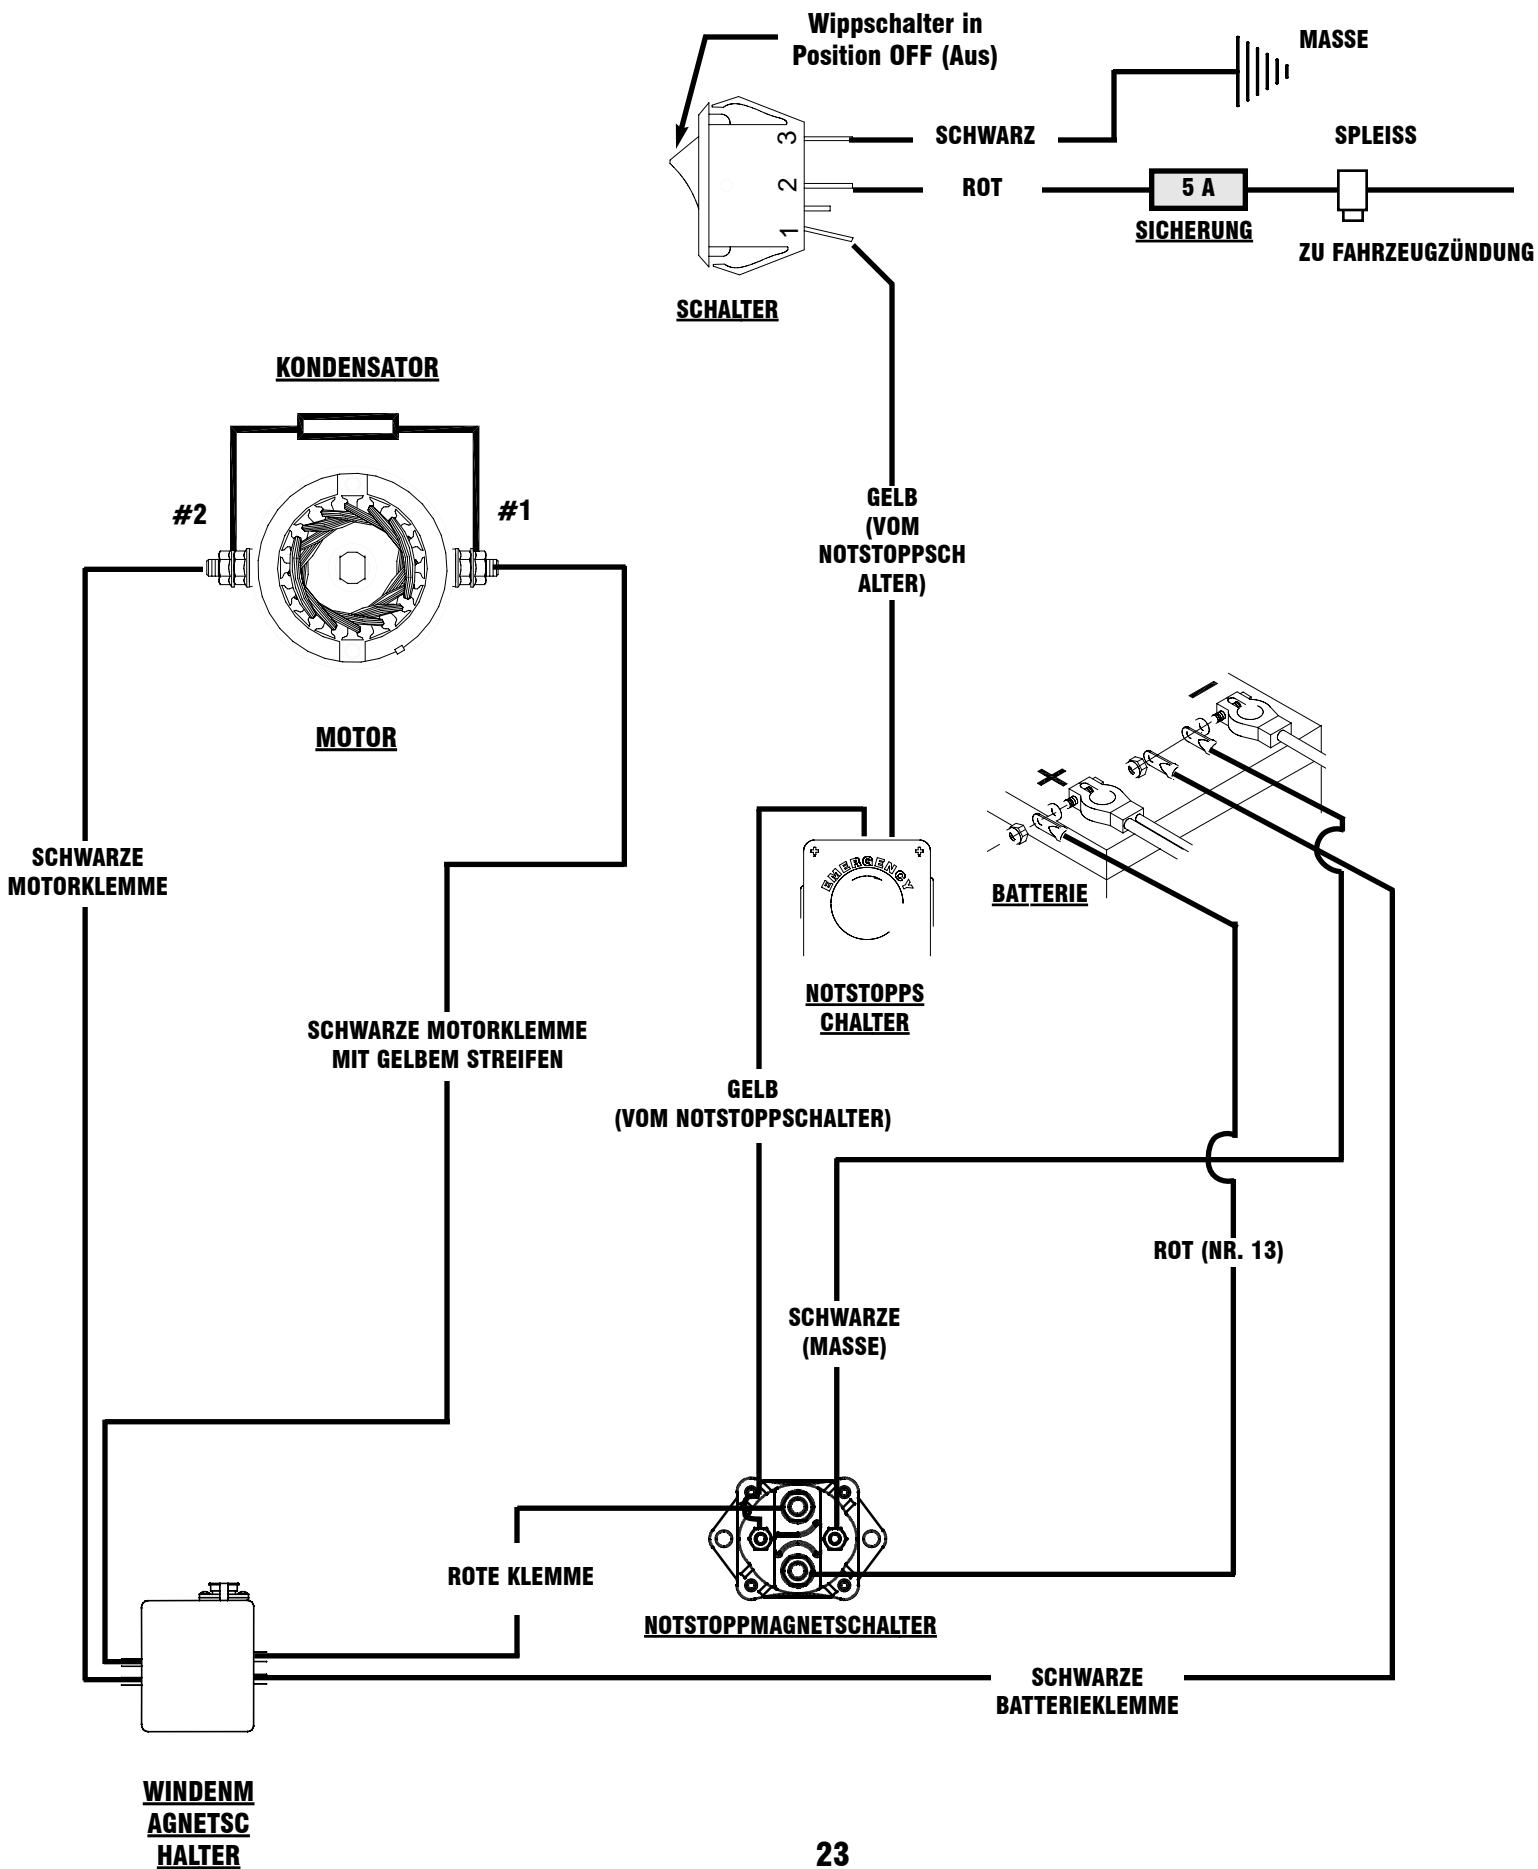 Wippschalter in
Position OFF (Aus)
MASSE
3
SCHWARZ
SPLEISS
2
ROT
5 A
1
SICHERUNG
ZU FAHRZEUGZÜNDUNG
SCHALTER
KONDENSATOR
#2
#1
GELB
(VOM
NOTSTOPPSCH
ALTER)
MOTOR
–
+
SCHWARZE
MOTORKLEMME
EMERGENCY
BATTERIE
NOTSTOPPS
CHALTER
SCHWARZE MOTORKLEMME
MIT GELBEM STREIFEN
GELB
(VOM NOTSTOPPSCHALTER)
ROT (NR. 13)
SCHWARZE
(MASSE)
ROTE KLEMME
NOTSTOPPMAGNETSCHALTER
SCHWARZE
BATTERIEKLEMME
WINDENM
AGNETSC
HALTER
23